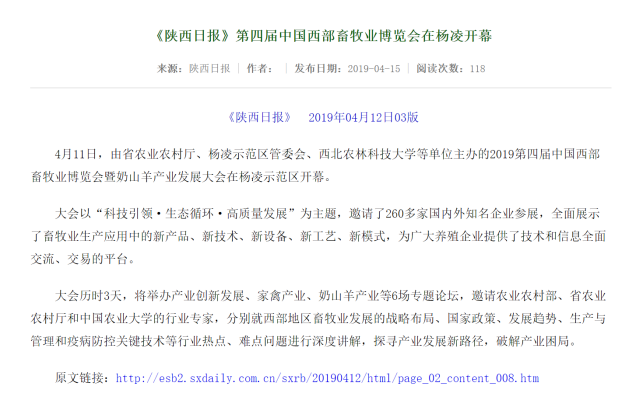 《陕西日报》第四届中国西部畜牧业博览会在杨凌开幕
来源：陕西日报 | 作者： | 发布日期：2019-04-15 | 阅读次数：118
《陕西日报》 2019年04月12日03版
4月11日，由省农业农村厅、杨凌示范区管委会、西北农林科技大学等单位主办的2019第四届中国西部
畜牧业博览会暨奶山羊产业发展大会在杨凌示范区开幕。
大会以“科技引领·生态循环·高质量发展”为主题，邀请了260多家国内外知名企业参展，全面展示
了畜牧业生产应用中的新产品、新技术、新设备、新工艺、新模式，为广大养殖企业提供了技术和信息全面
交流、交易的平台。
大会历时3天，将举办产业创新发展、家禽产业、奶山羊产业等6场专题论坛，邀请农业农村部、省农业
农村厅和中国农业大学的行业专家，分别就西部地区畜牧业发展的战略布局、国家政策、发展趋势、生产与
管理和疫病防控关键技术等行业热点、难点问题进行深度讲解，探寻产业发展新路径，破解产业困局。
原文链接：http://esb2.sxdaily.com.cn/sxrb/20190412/html/page_02_content_008.htm